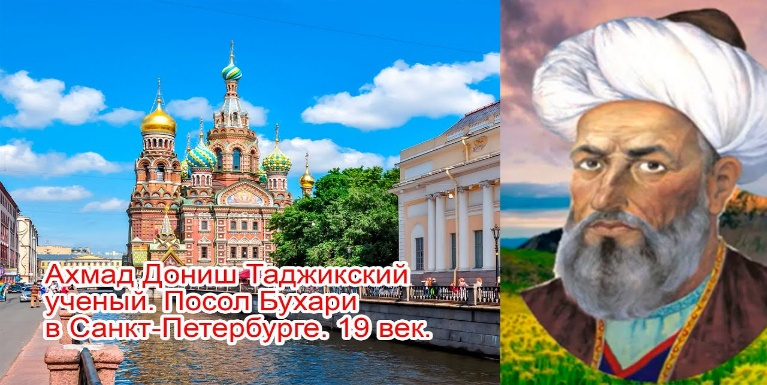 Ахмад Дониш Таджикский
ученый. Посол Бухари
в Санкт-Петербурге. 19 век.